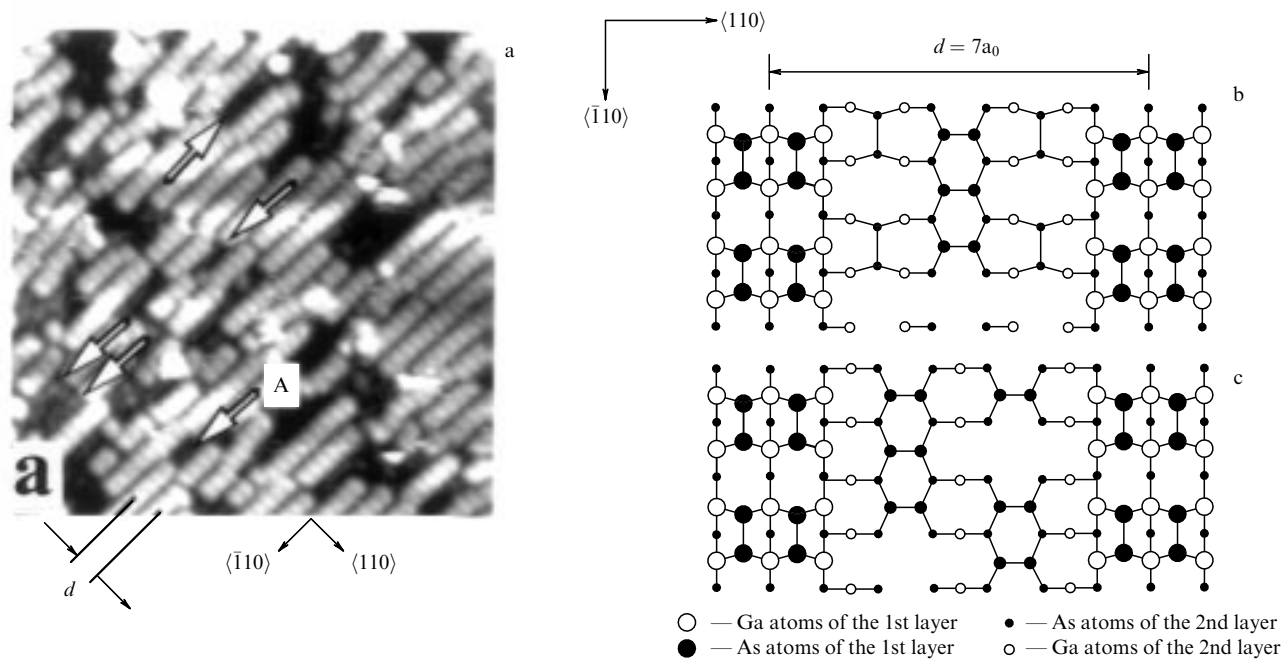 a
A
a
d
⟨1̄10⟩
⟨110⟩
⟨110⟩
⟨1̄10⟩
d = 7a₀
b
c
— Ga atoms of the 1st layer
— As atoms of the 1st layer
— As atoms of the 2nd layer
— Ga atoms of the 2nd layer